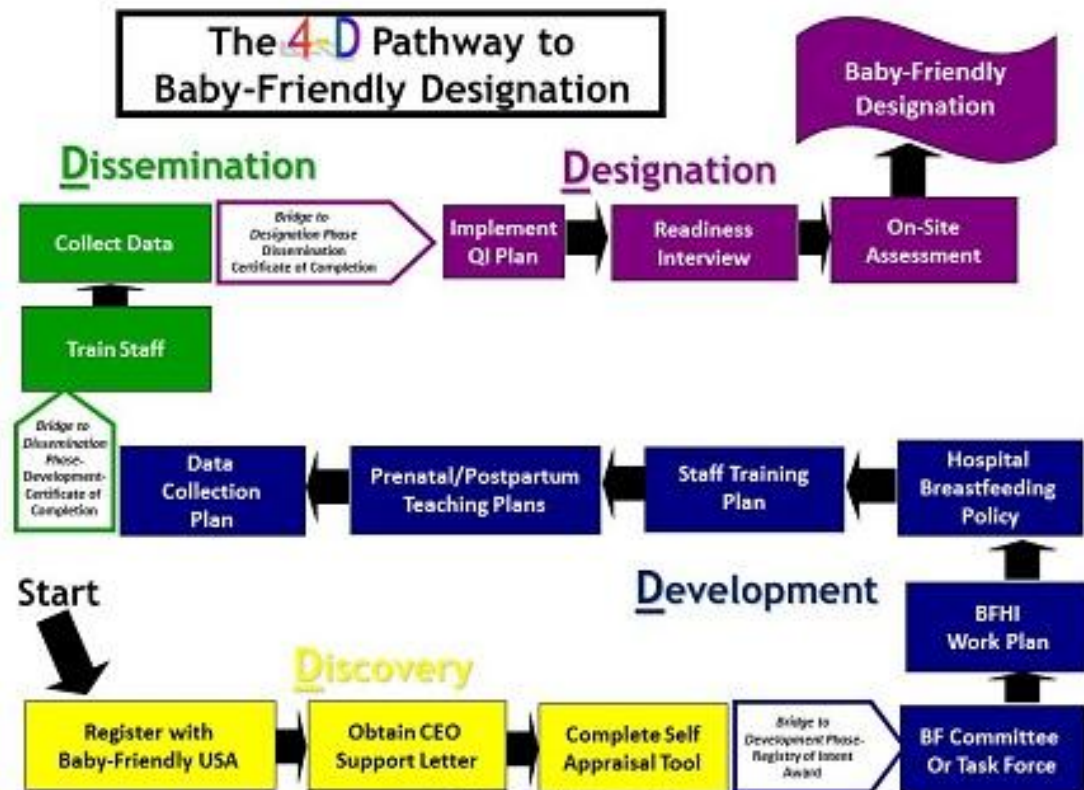 The 4-D Pathway to
Baby-Friendly Designation
Baby-Friendly
Designation
Dissemination
Designation
Collect Data
Bridge to
Designation Phase
Dissemination
Certificate of Completion
Implement
QI Plan
Readiness
Interview
On-Site
Assessment
Train Staff
Bridge to
Dissemination
Phase-
Development-
Certificate of
Completion
Data
Collection
Plan
Prenatal/Postpartum
Teaching Plans
Staff Training
Plan
Hospital
Breastfeeding
Policy
Start
Development
BFHI
Work Plan
Discovery
Register with
Baby-Friendly USA
Obtain CEO
Support Letter
Complete Self
Appraisal Tool
Bridge to
Development Phase-
Registry of Intent
Award
BF Committee
Or Task Force